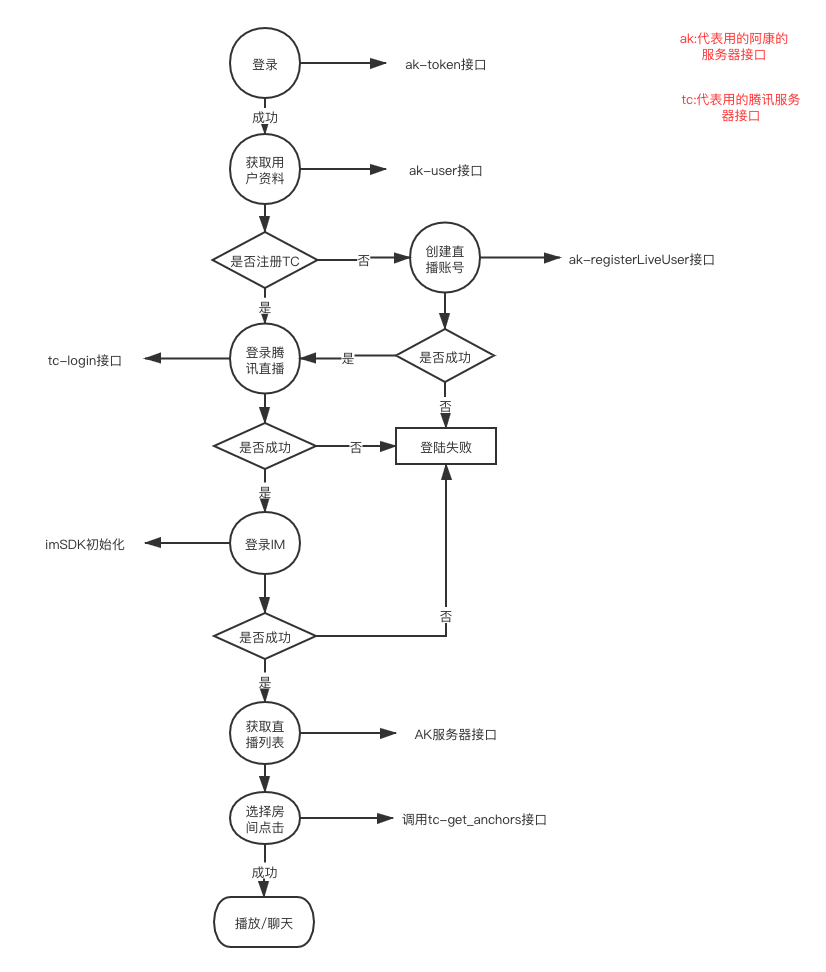 ak:代表用的阿康的
服务器接口
登录
ak-token接口
tc:代表用的腾讯服务
器接口
成功
获取用
户资料
ak-user接口
是否注册TC
否
创建直
播账号
ak-registerLiveUser接口
是
登录腾
讯直播
tc-login接口
是
是否成功
否
是否成功
否
登陆失败
是
登录IM
imSDK初始化
否
是否成功
是
获取直
播列表
AK服务器接口
选择房
间点击
调用tc-get_anchors接口
成功
播放/聊天